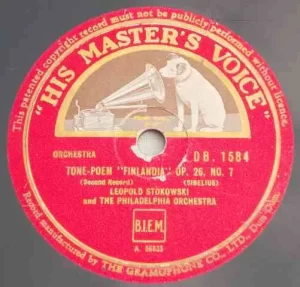 This patented copyright record must not be publicly performed without licence.
"HIS MASTER'S VOICE"
ORCHESTRA
D B. 1584
TONE-POEM "FINLANDIA" OP. 26, NO. 7
(Second Record) (SIBELIUS)
LEOPOLD STOKOWSKI
and THE PHILADELPHIA ORCHESTRA
B.I.E.M.
manufactured by THE GRAMOPHONE CO., LTD.